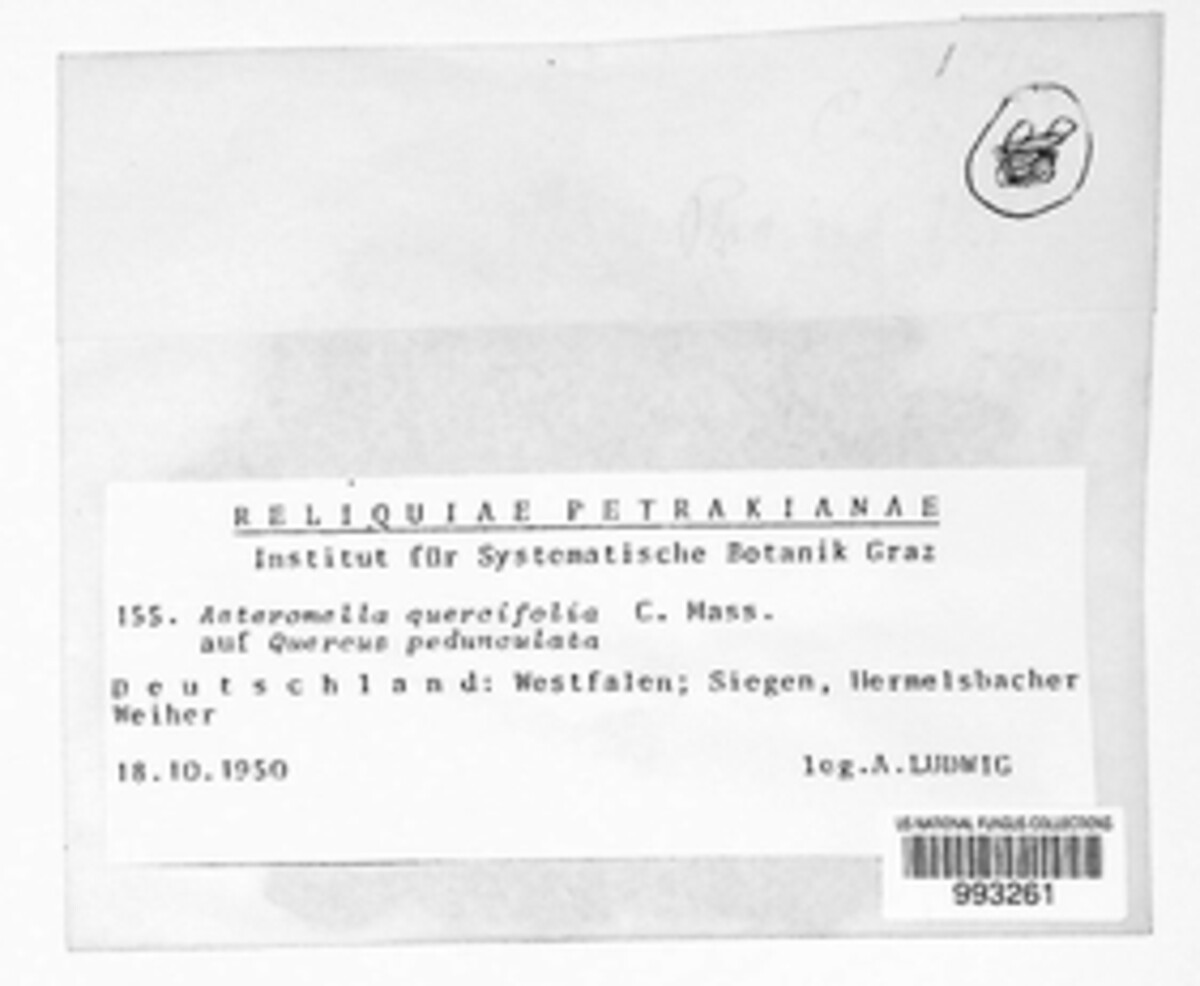 RELIQUIAE PETRAKIANAE
Institut für Systematische Botanik Graz
155. Asteromella quercifolia C. Mass.
auf Quercus pedunculata
Deutschland: Westfalen; Siegen, Hermelsbacher
Weiher
18.10.1950 leg.A.LUDWIG
US NATIONAL FUNGUS COLLECTIONS
993261